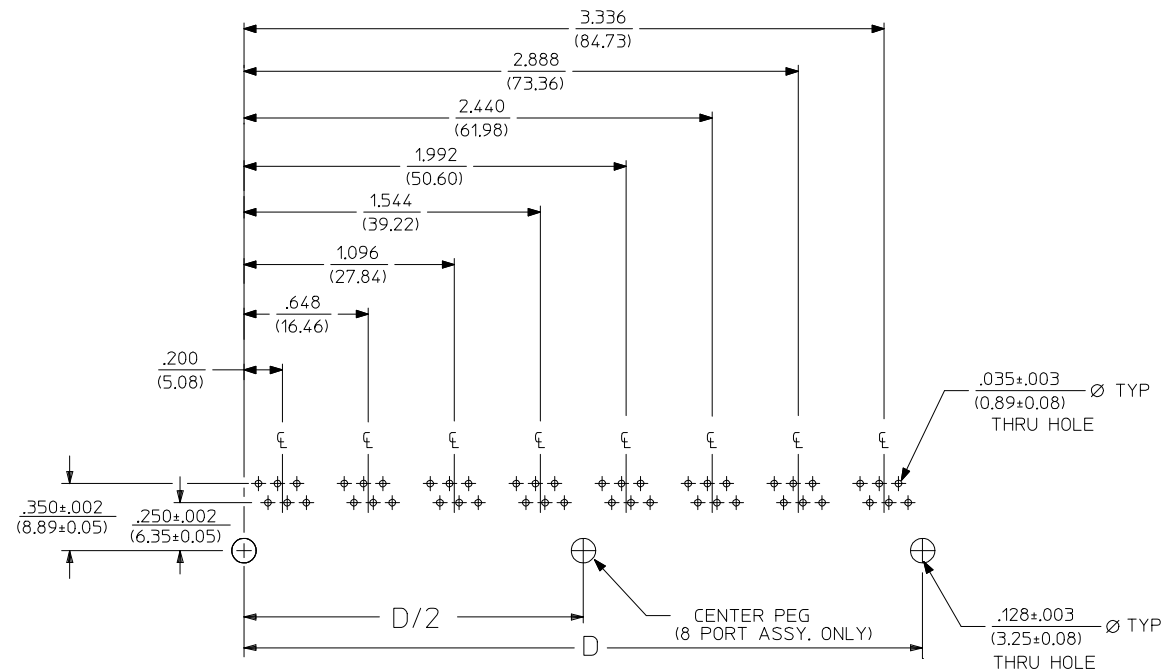 3.336
(84.73)
2.888
(73.36)
2.440
(61.98)
1.992
(50.60)
1.544
(39.22)
1.096
(27.84)
.648
(16.46)
.200
(5.08)
.035±.003
(0.89±0.08)
Ø TYP
THRU HOLE
℄ ℄ ℄ ℄ ℄ ℄ ℄ ℄
.350±.002
(8.89±0.05)
.250±.002
(6.35±0.05)
D/2
CENTER PEG
(8 PORT ASSY. ONLY)
D
.128±.003
(3.25±0.08)
Ø TYP
THRU HOLE